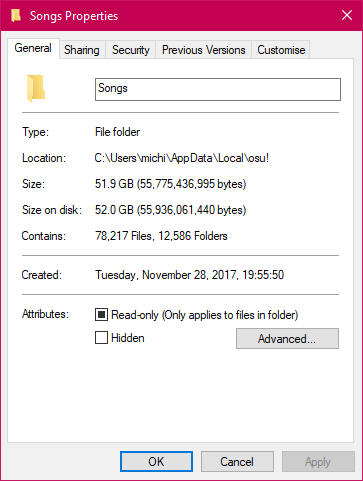 Songs Properties
General Sharing Security Previous Versions Customise
Songs
Type: File folder
Location: C:\Users\michi\AppData\Local\osu!
Size: 51.9 GB (55,775,436,995 bytes)
Size on disk: 52.0 GB (55,936,061,440 bytes)
Contains: 78,217 Files, 12,586 Folders
Created: Tuesday, November 28, 2017, 19:55:50
Attributes: Read-only (Only applies to files in folder)
Hidden Advanced...
OK Cancel Apply